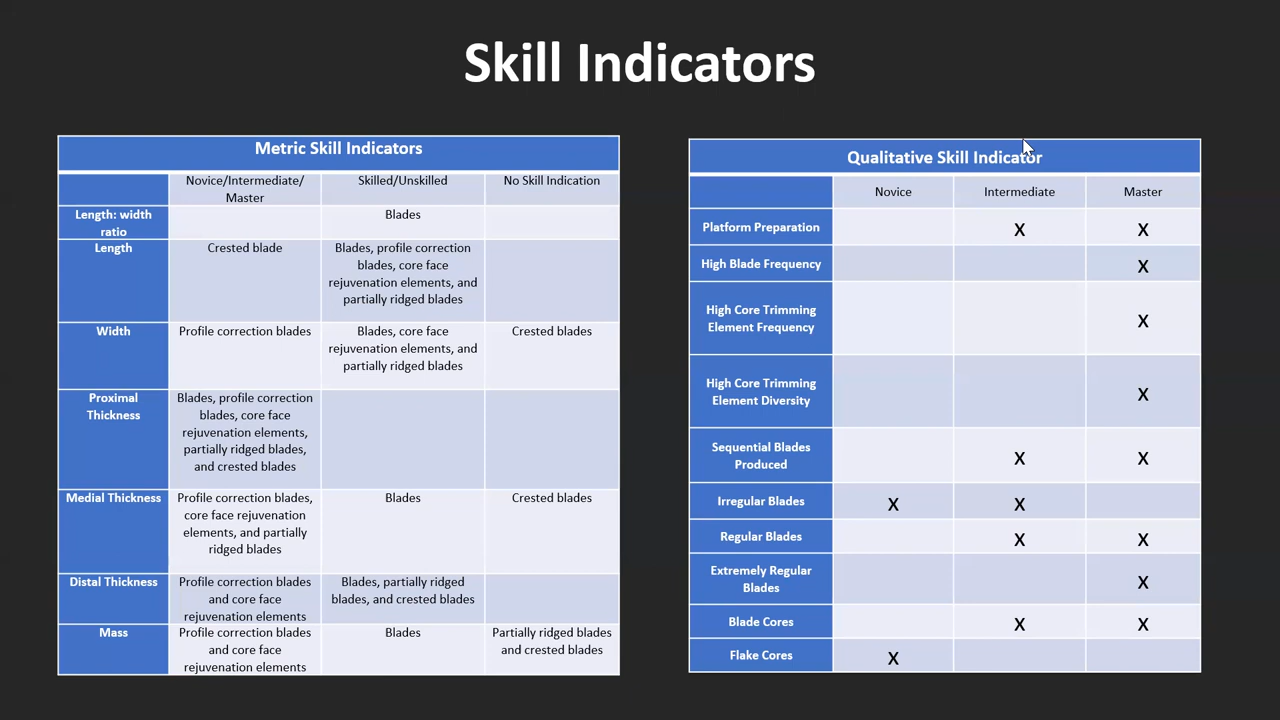 Skill Indicators
Metric Skill Indicators
Novice/Intermediate/
Master
Skilled/Unskilled
No Skill Indication
Length: width
ratio
Blades
Length
Crested blade
Blades, profile correction
blades, core face
rejuvenation elements, and
partially ridged blades
Width
Profile correction blades
Blades, core face
rejuvenation elements, and
partially ridged blades
Crested blades
Proximal
Thickness
Blades, profile correction
blades, core face
rejuvenation elements,
partially ridged blades,
and crested blades
Medial Thickness
Profile correction blades,
core face rejuvenation
elements, and partially
ridged blades
Blades
Crested blades
Distal Thickness
Profile correction blades
and core face
rejuvenation elements
Blades, partially ridged
blades, and crested blades
Mass
Profile correction blades
and core face
rejuvenation elements
Blades
Partially ridged blades
and crested blades
Qualitative Skill Indicator
Novice Intermediate Master
Platform Preparation X X
High Blade Frequency X
High Core Trimming
Element Frequency
X
High Core Trimming
Element Diversity
X
Sequential Blades
Produced
X X
Irregular Blades X X
Regular Blades X X
Extremely Regular
Blades
X
Blade Cores X X
Flake Cores X